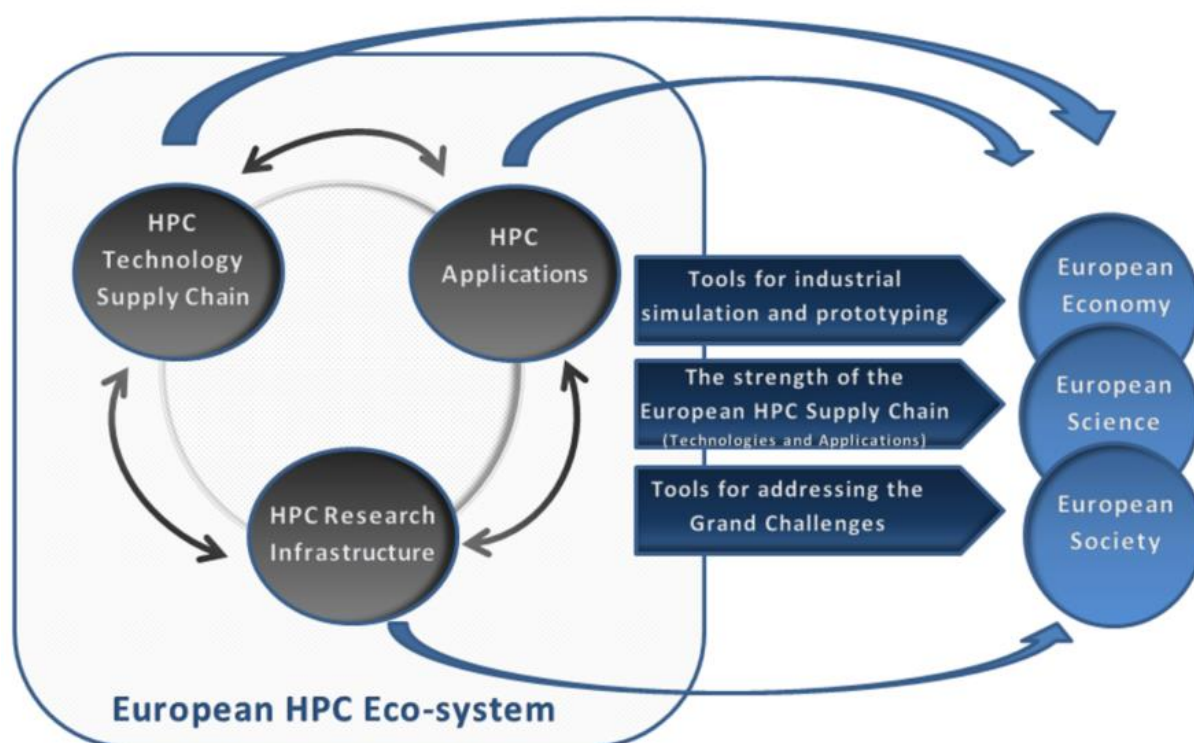 HPC
Technology
Supply Chain
HPC
Applications
HPC Research
Infrastructure
European HPC Eco-system
Tools for industrial
simulation and prototyping
The strength of the
European HPC Supply Chain
(Technologies and Applications)
Tools for addressing the
Grand Challenges
European
Economy
European
Science
European
Society